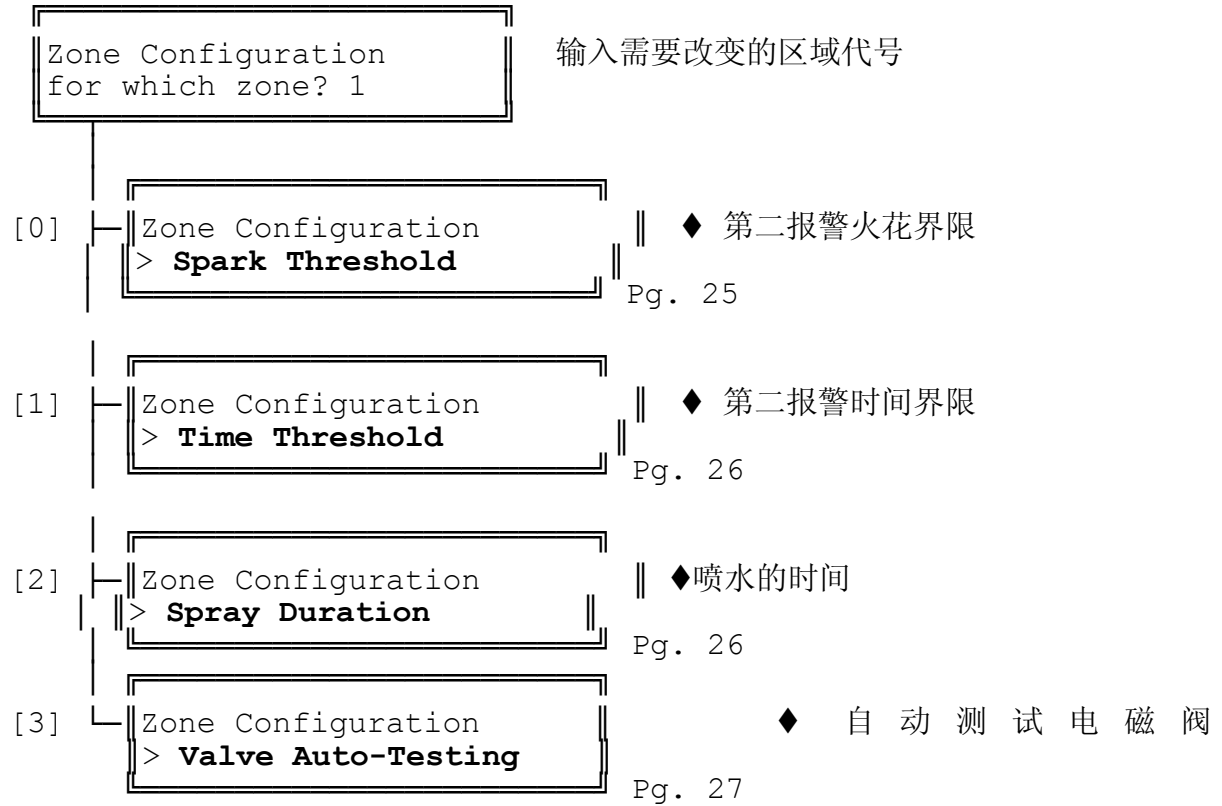 Zone Configuration 输入需要改变的区域代号
for which zone? 1
[0] Zone Configuration ♦ 第二报警火花界限
> Spark Threshold
Pg. 25
[1] Zone Configuration ♦ 第二报警时间界限
> Time Threshold
Pg. 26
[2] Zone Configuration ♦喷水的时间
> Spray Duration
Pg. 26
[3] Zone Configuration ♦ 自动测试电磁阀
> Valve Auto-Testing
Pg. 27